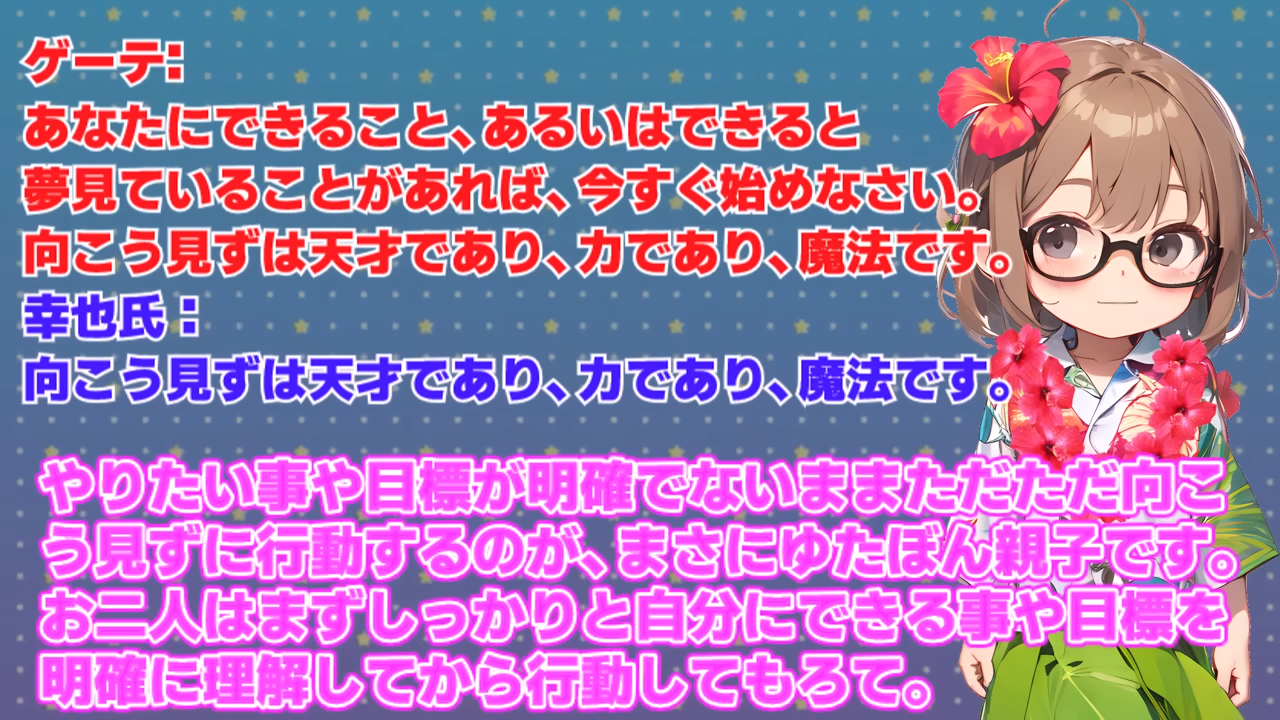 ゲーテ:
あなたにできること、あるいはできると
夢見ていることがあれば、今すぐ始めなさい。
向こう見ずは天才であり、力であり、魔法です。
幸也氏：
向こう見ずは天才であり、力であり、魔法です。
やりたい事や目標が明確でないままただただ向こ
う見ずに行動するのが、まさにゆたぼん親子です。
お二人はまずしっかりと自分にできる事や目標を
明確に理解してから行動してもろて。